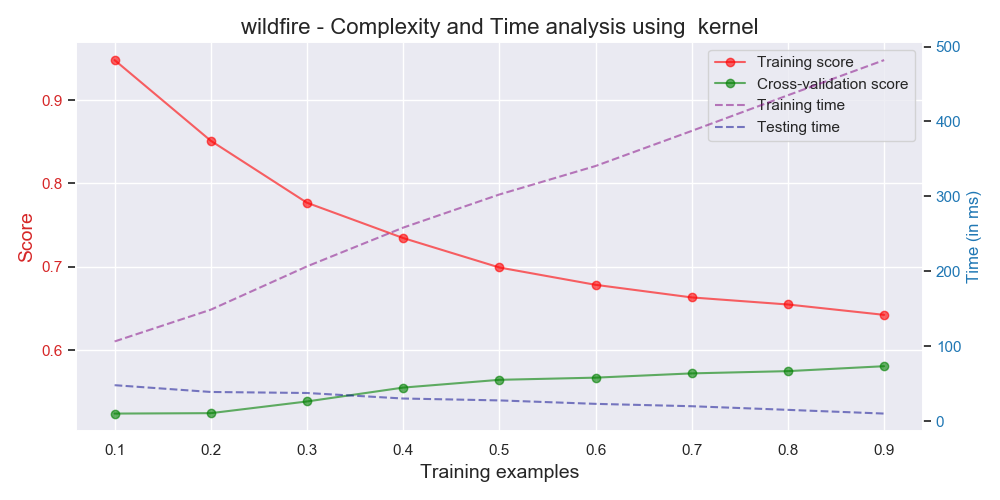 wildfire - Complexity and Time analysis using  kernel
Training score
Cross-validation score
Training time
Testing time
Score
0.9
0.8
0.7
0.6
500
400
300
200
100
0
Time (in ms)
0.1 0.2 0.3 0.4 0.5 0.6 0.7 0.8 0.9
Training examples